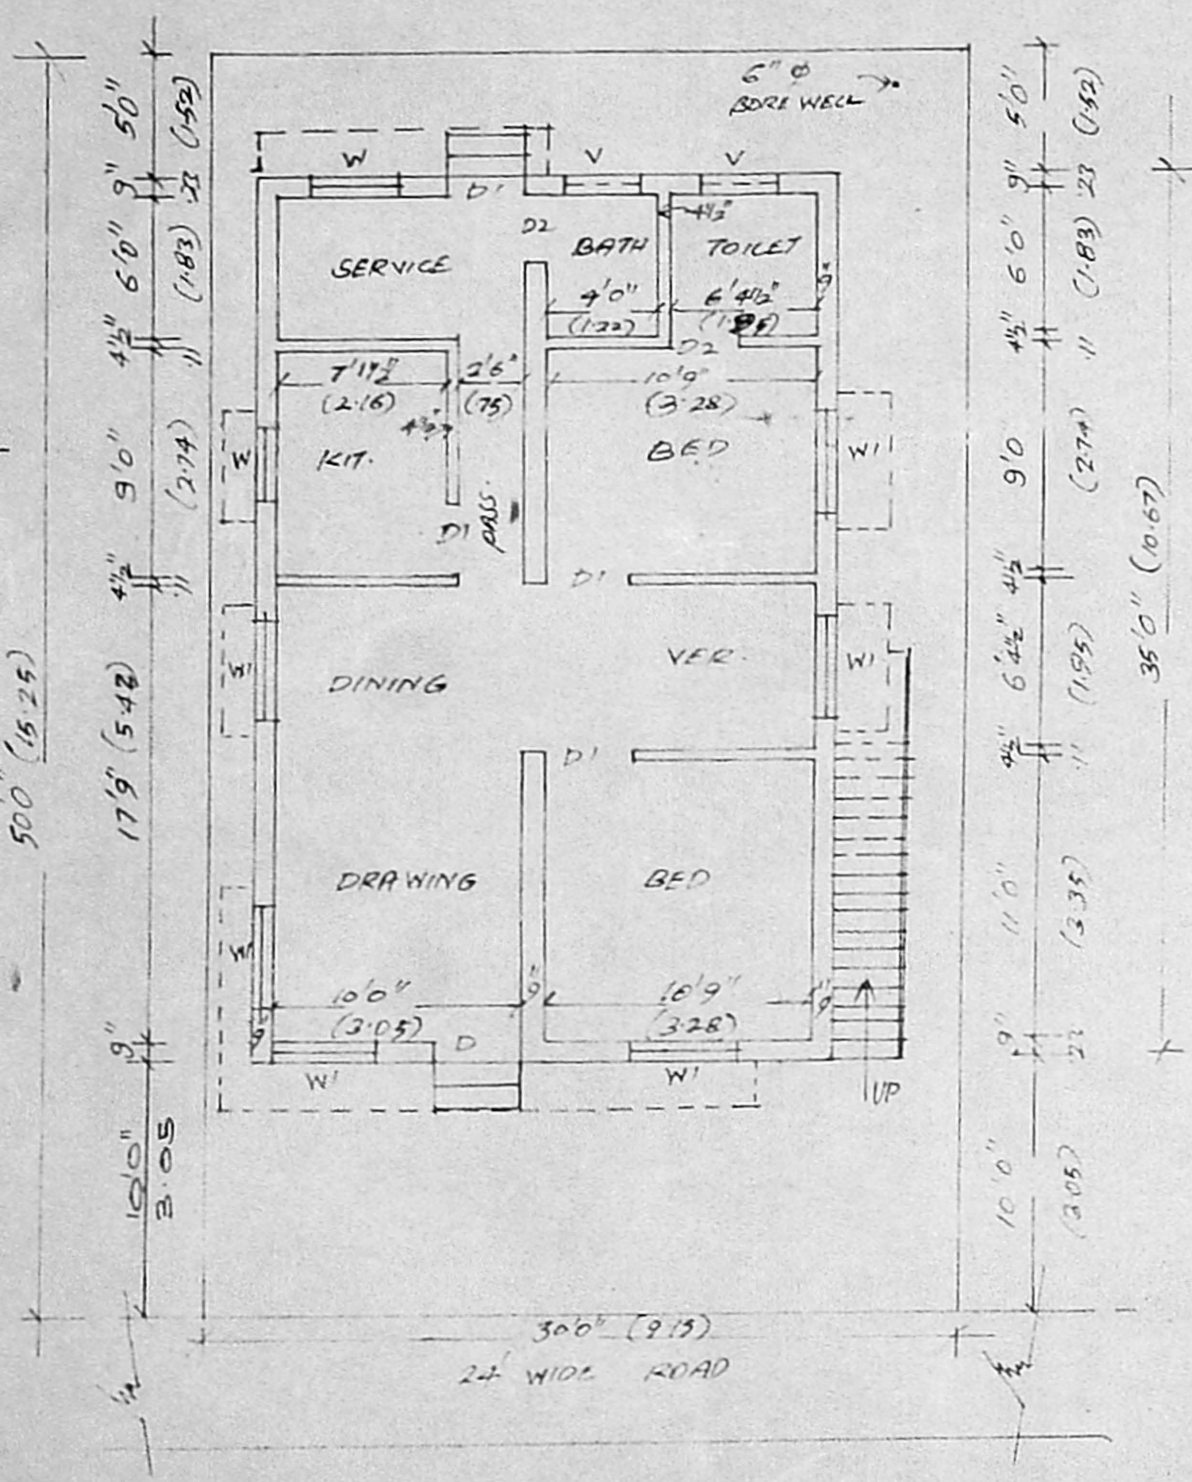 6" ⌀
BORE WELL
W
D1
V
V
5'0"
(1.52)
9"
.23
6'0"
(1.83)
4½"
.11
9'0"
(2.74)
4½"
.11
17'9" (5.42)
9"
10'0"
3.05
50'0" (15.25)
SERVICE
D2
BATH
4½"
TOILET
4'0"
(1.22)
6'4½"
D2
7'1½"
(2.16)
2'6"
(75)
10'9"
(3.28)
4½"
KIT.
D1
PASS.
BED
W
W1
D1
DINING
VER.
W1
W1
D1
DRAWING
BED
W
10'0"
(3.05)
9"
10'9"
(3.28)
9"
9"
D
W1
W1
UP
5'0"
(1.52)
9"
.23
6'0"
(1.83)
4½"
.11
9'0"
(2.74)
4½"
6'4½"
(1.95)
4½"
.11
11'0"
(3.35)
9"
.23
10'0"
(3.05)
35'0" (10.67)
30'0" (9.15)
24' WIDE ROAD